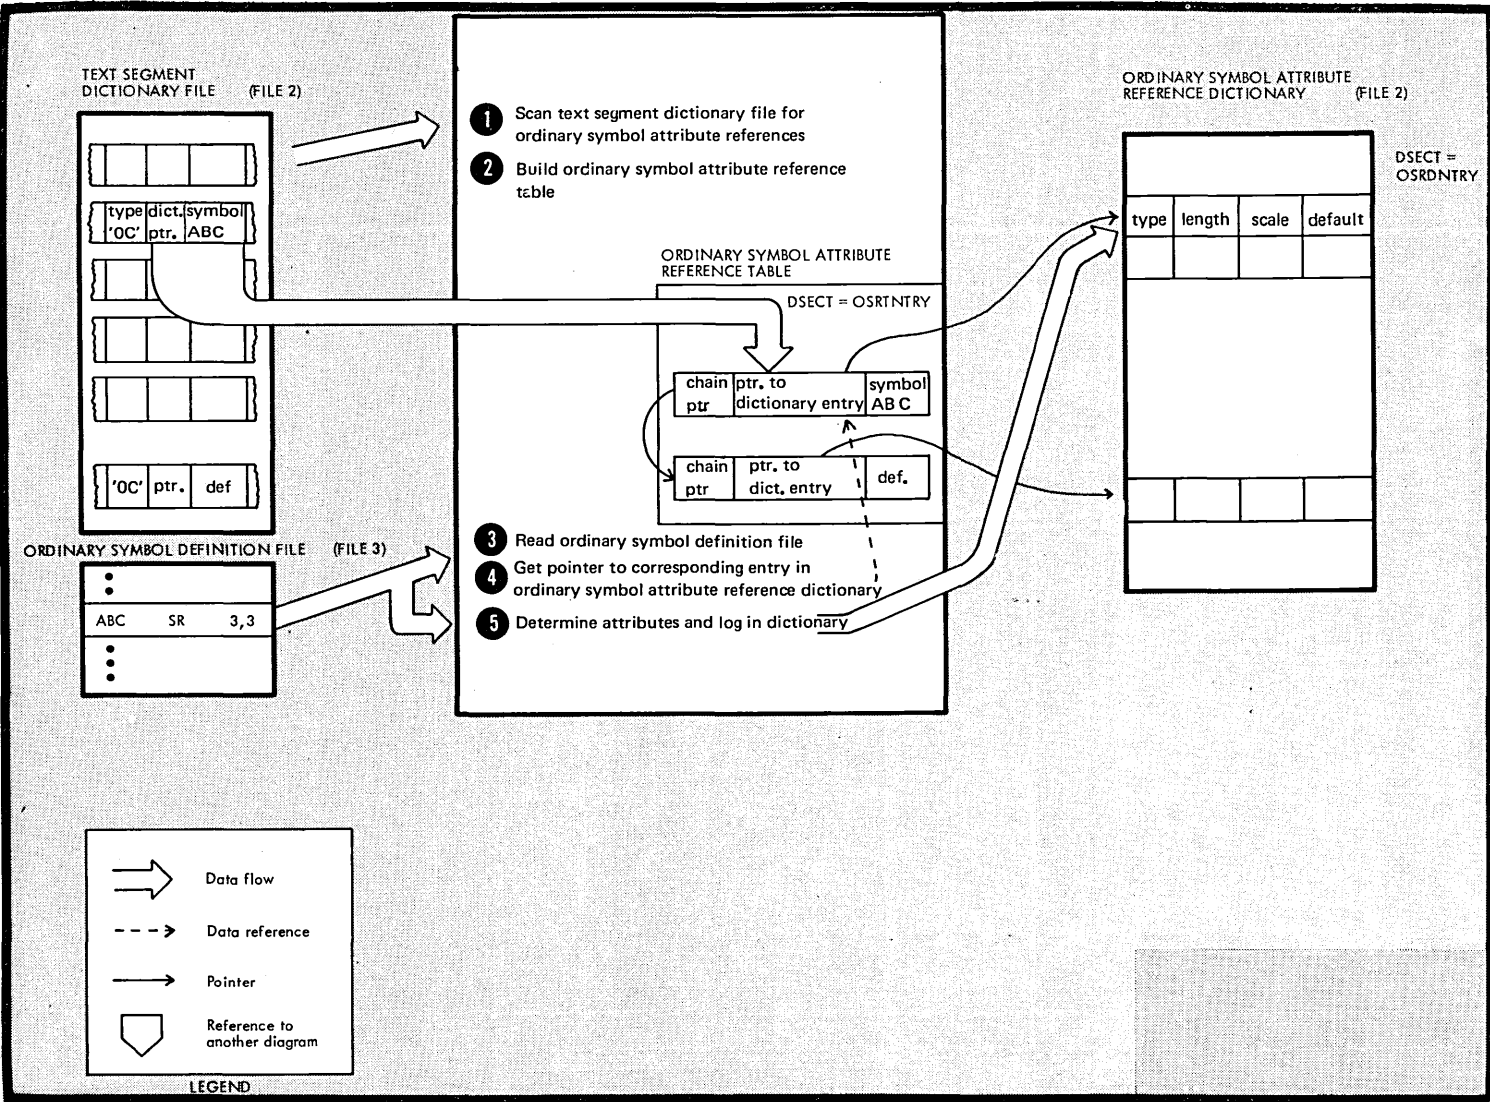 TEXT SEGMENT
DICTIONARY FILE (FILE 2)
type dict. symbol
'0C' ptr. ABC
'0C' ptr. def
ORDINARY SYMBOL DEFINITION FILE (FILE 3)
ABC SR 3,3
1 Scan text segment dictionary file for
ordinary symbol attribute references
2 Build ordinary symbol attribute reference
table
ORDINARY SYMBOL ATTRIBUTE
REFERENCE TABLE
DSECT = OSRTNTRY
chain ptr. to symbol
ptr dictionary entry ABC
chain ptr. to def.
ptr dict. entry
3 Read ordinary symbol definition file
4 Get pointer to corresponding entry in
ordinary symbol attribute reference dictionary
5 Determine attributes and log in dictionary
ORDINARY SYMBOL ATTRIBUTE
REFERENCE DICTIONARY (FILE 2)
DSECT =
OSRDNTRY
type length scale default
Data flow
Data reference
Pointer
Reference to
another diagram
LEGEND